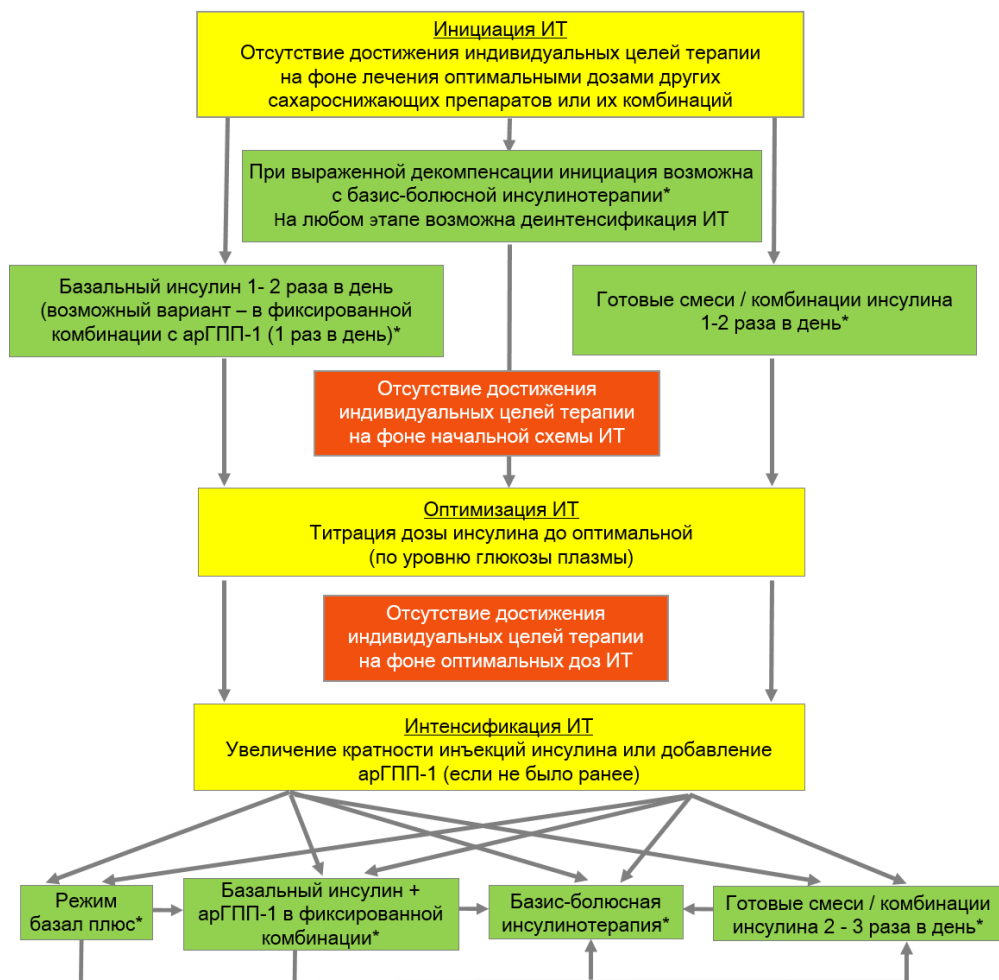 Инициация ИТ
Отсутствие достижения индивидуальных целей терапии
на фоне лечения оптимальными дозами других
сахароснижающих препаратов или их комбинаций
При выраженной декомпенсации инициация возможна
с базис-болюсной инсулинотерапии*
На любом этапе возможна деинтенсификация ИТ
Базальный инсулин 1- 2 раза в день
(возможный вариант – в фиксированной
комбинации с арГПП-1 (1 раз в день)*
Готовые смеси / комбинации инсулина
1-2 раза в день*
Отсутствие достижения
индивидуальных целей терапии
на фоне начальной схемы ИТ
Оптимизация ИТ
Титрация дозы инсулина до оптимальной
(по уровню глюкозы плазмы)
Отсутствие достижения
индивидуальных целей терапии
на фоне оптимальных доз ИТ
Интенсификация ИТ
Увеличение кратности инъекций инсулина или добавление
арГПП-1 (если не было ранее)
Режим
базал плюс*
Базальный инсулин +
арГПП-1 в фиксированной
комбинации*
Базис-болюсная
инсулинотерапия*
Готовые смеси / комбинации
инсулина 2 - 3 раза в день*